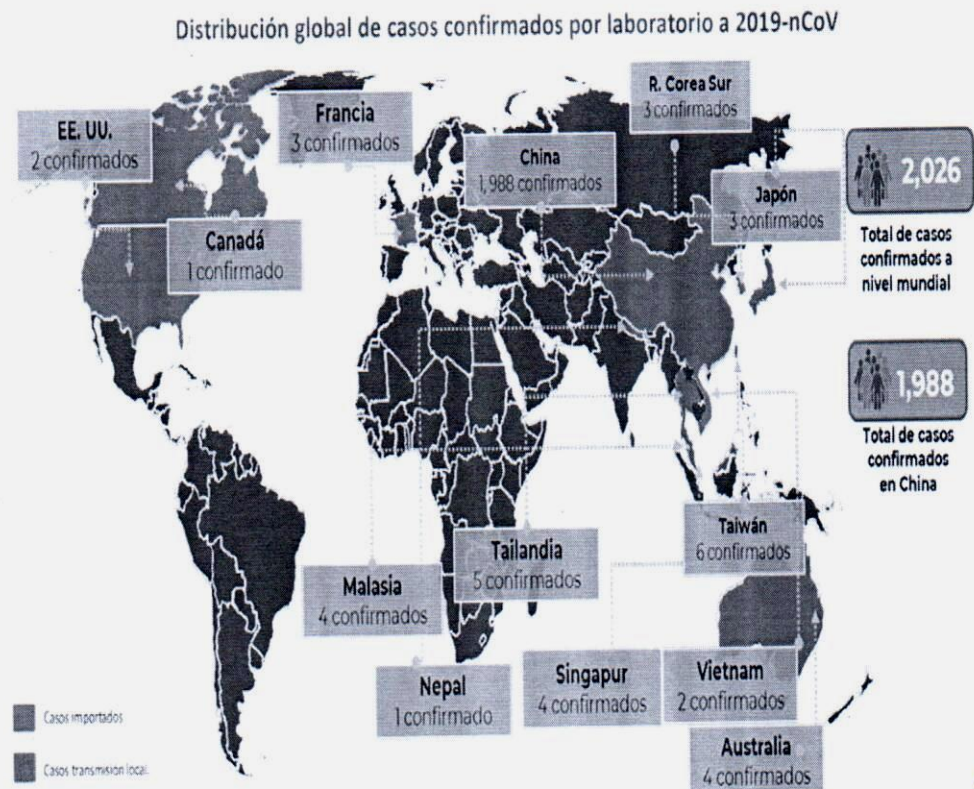 Distribución global de casos confirmados por laboratorio a 2019-nCoV
EE. UU.
2 confirmados
Francia
3 confirmados
R. Corea Sur
3 confirmados
China
1,988 confirmados
Japón
3 confirmados
Canadá
1 confirmado
2,026
Total de casos
confirmados a
nivel mundial
1,988
Total de casos
confirmados
en China
Taiwán
6 confirmados
Tailandia
5 confirmados
Malasia
4 confirmados
Nepal
1 confirmado
Singapur
4 confirmados
Vietnam
2 confirmados
Australia
4 confirmados
Casos importados
Casos transmisión local.